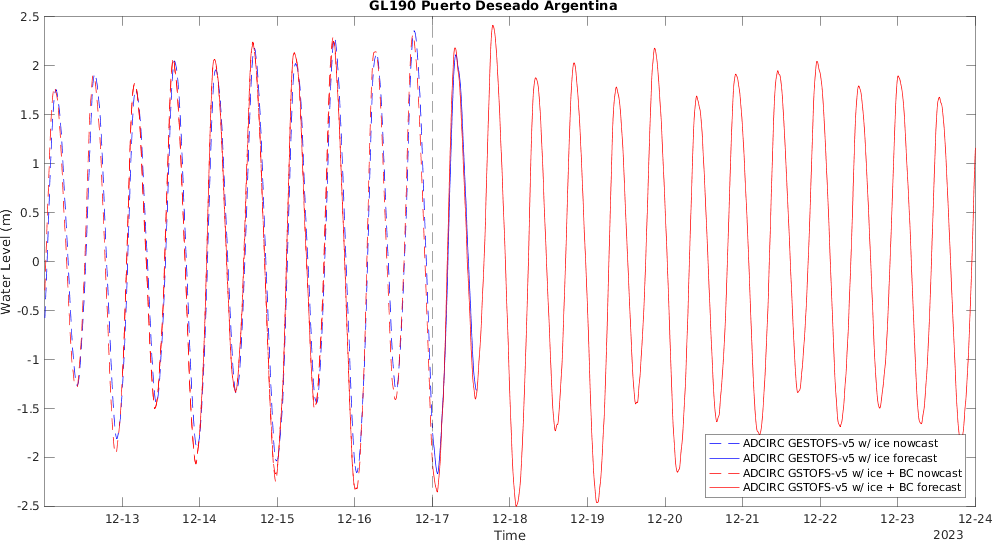 GL190 Puerto Deseado Argentina
2.5
2
1.5
1
0.5
0
-0.5
-1
-1.5
-2
-2.5
Water Level (m)
12-13 12-14 12-15 12-16 12-17 12-18 12-19 12-20 12-21 12-22 12-23 12-24
Time
2023
ADCIRC GESTOFS-v5 w/ ice nowcast
ADCIRC GESTOFS-v5 w/ ice forecast
ADCIRC GSTOFS-v5 w/ ice + BC nowcast
ADCIRC GSTOFS-v5 w/ ice + BC forecast